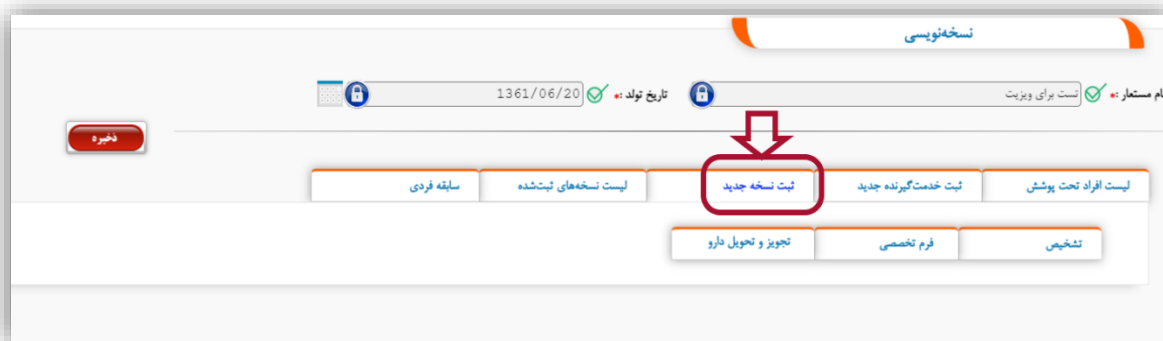 نسخه‌نویسی
ام مستعار :* تست برای ویزیت تاریخ تولد :* 1361/06/20
ذخیره
لیست افراد تحت پوشش ثبت خدمت‌گیرنده جدید ثبت نسخه جدید لیست نسخه‌های ثبت‌شده سابقه فردی
تشخیص فرم تخصصی تجویز و تحویل دارو